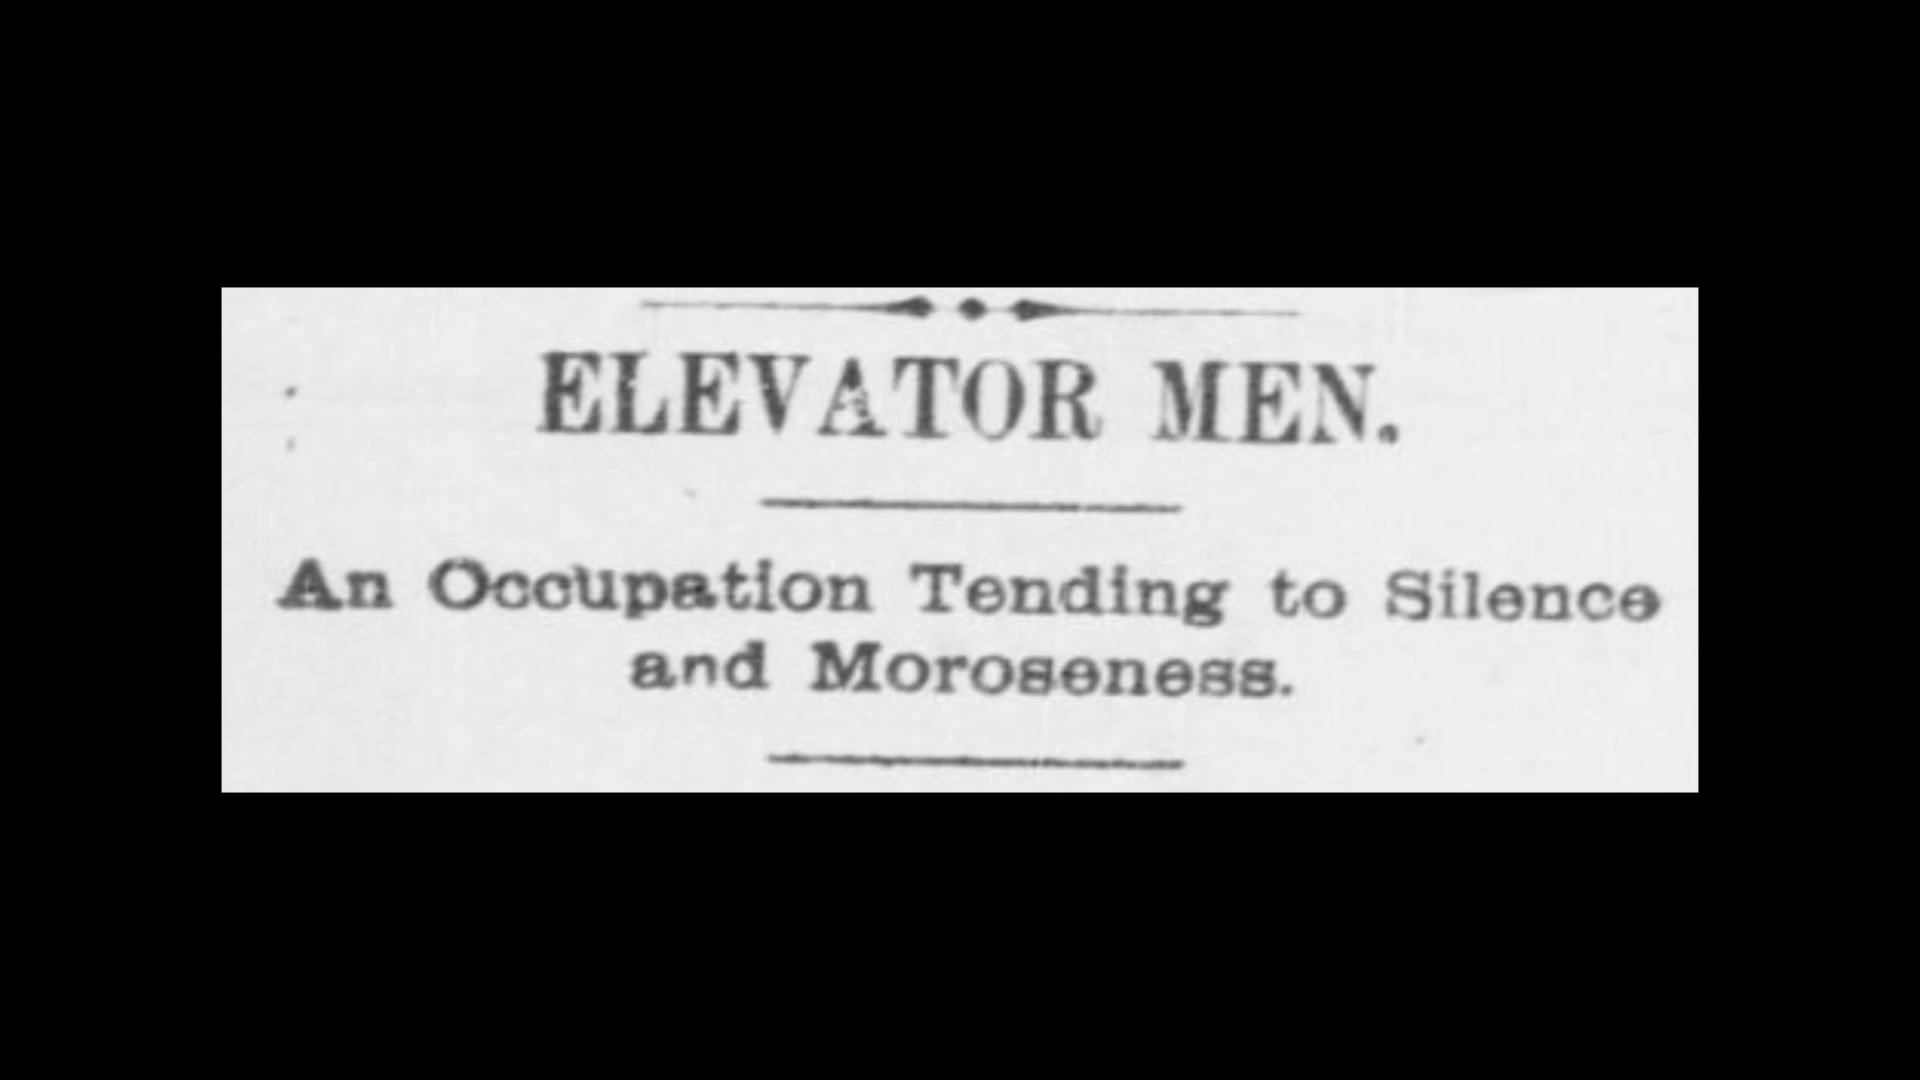 ELEVATOR MEN.
An Occupation Tending to Silence
and Moroseness.